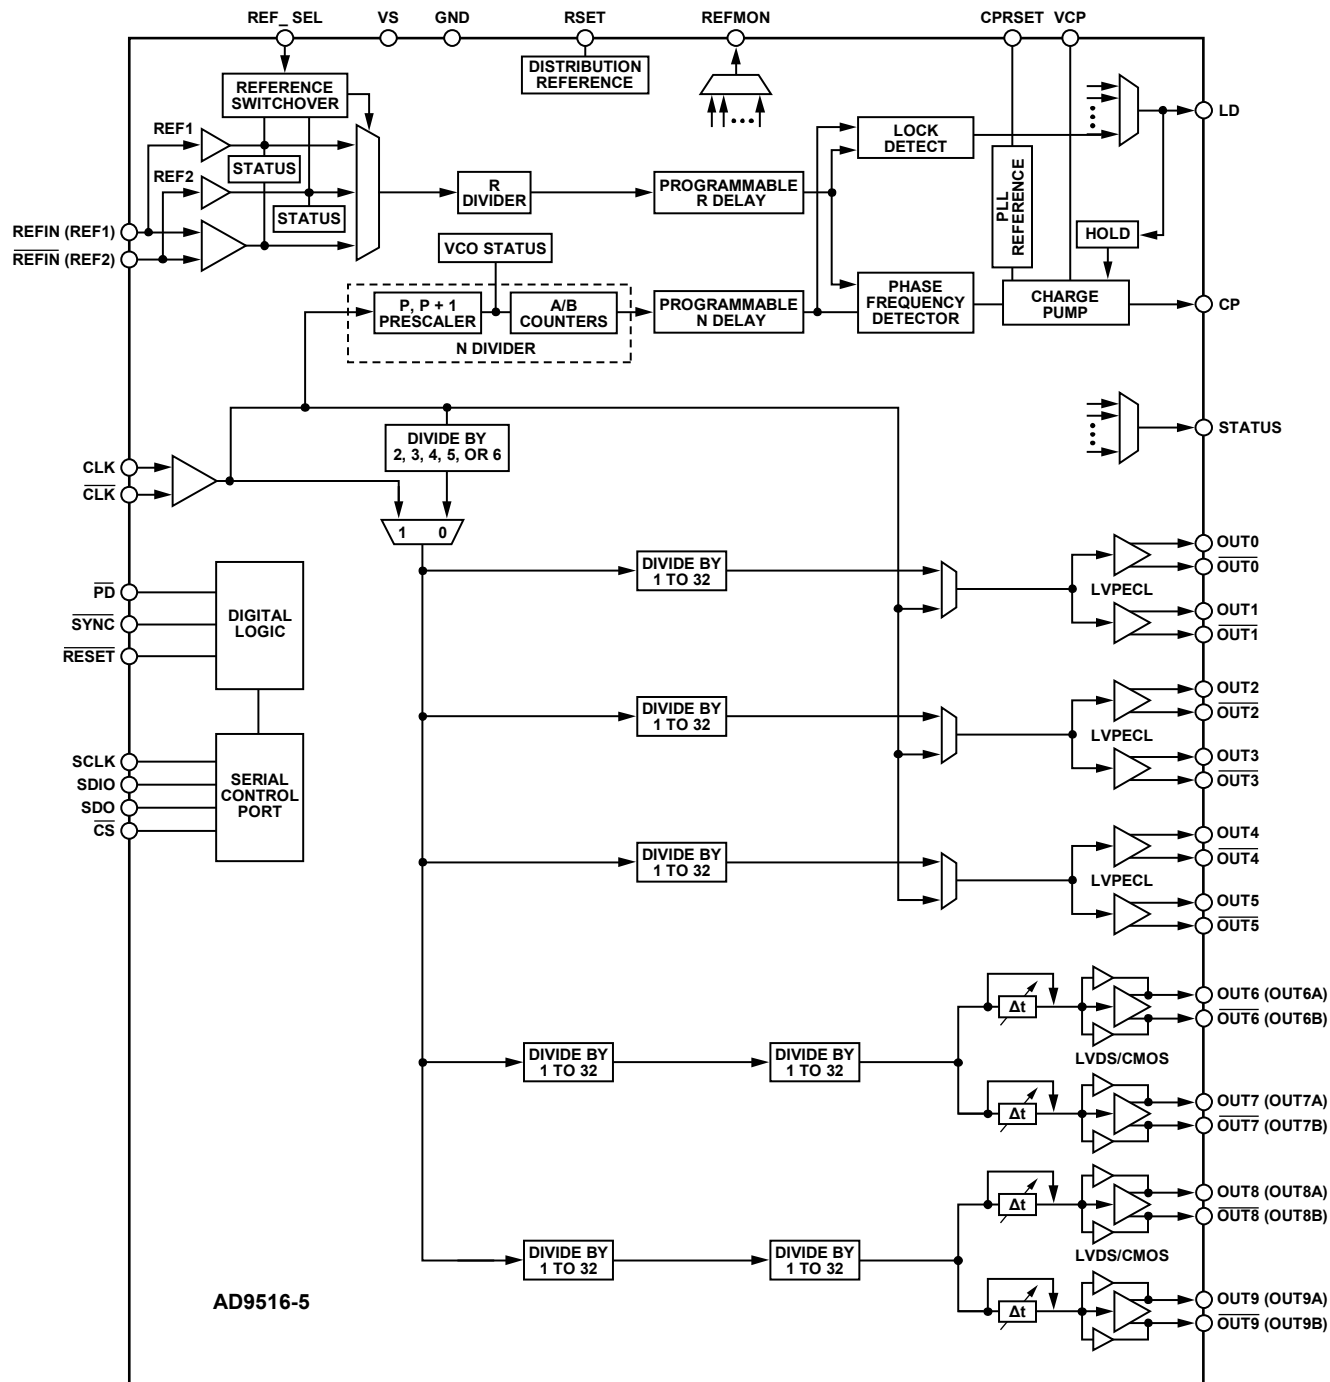 REF_ SEL
VS
GND
RSET
REFMON
CPRSET
VCP
REFERENCE
SWITCHOVER
DISTRIBUTION
REFERENCE
REF1
STATUS
REF2
STATUS
REFIN (REF1)
REFIN (REF2)
R
DIVIDER
PROGRAMMABLE
R DELAY
LOCK
DETECT
LD
PLL
REFERENCE
HOLD
VCO STATUS
P, P + 1
PRESCALER
A/B
COUNTERS
N DIVIDER
PROGRAMMABLE
N DELAY
PHASE
FREQUENCY
DETECTOR
CHARGE
PUMP
CP
STATUS
DIVIDE BY
2, 3, 4, 5, OR 6
CLK
CLK
1 0
PD
SYNC
RESET
DIGITAL
LOGIC
SCLK
SDIO
SDO
CS
SERIAL
CONTROL
PORT
DIVIDE BY
1 TO 32
LVPECL
OUT0
OUT0
OUT1
OUT1
DIVIDE BY
1 TO 32
LVPECL
OUT2
OUT2
OUT3
OUT3
DIVIDE BY
1 TO 32
LVPECL
OUT4
OUT4
OUT5
OUT5
DIVIDE BY
1 TO 32
DIVIDE BY
1 TO 32
Δt
Δt
LVDS/CMOS
OUT6 (OUT6A)
OUT6 (OUT6B)
OUT7 (OUT7A)
OUT7 (OUT7B)
DIVIDE BY
1 TO 32
DIVIDE BY
1 TO 32
Δt
Δt
LVDS/CMOS
OUT8 (OUT8A)
OUT8 (OUT8B)
OUT9 (OUT9A)
OUT9 (OUT9B)
AD9516-5